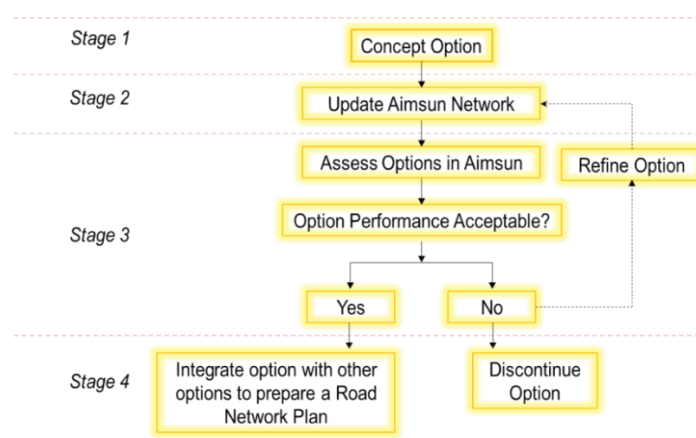 Stage 1
Concept Option
Stage 2
Update Aimsun Network
Assess Options in Aimsun
Refine Option
Option Performance Acceptable?
Stage 3
Yes
No
Stage 4
Integrate option with other
options to prepare a Road
Network Plan
Discontinue
Option